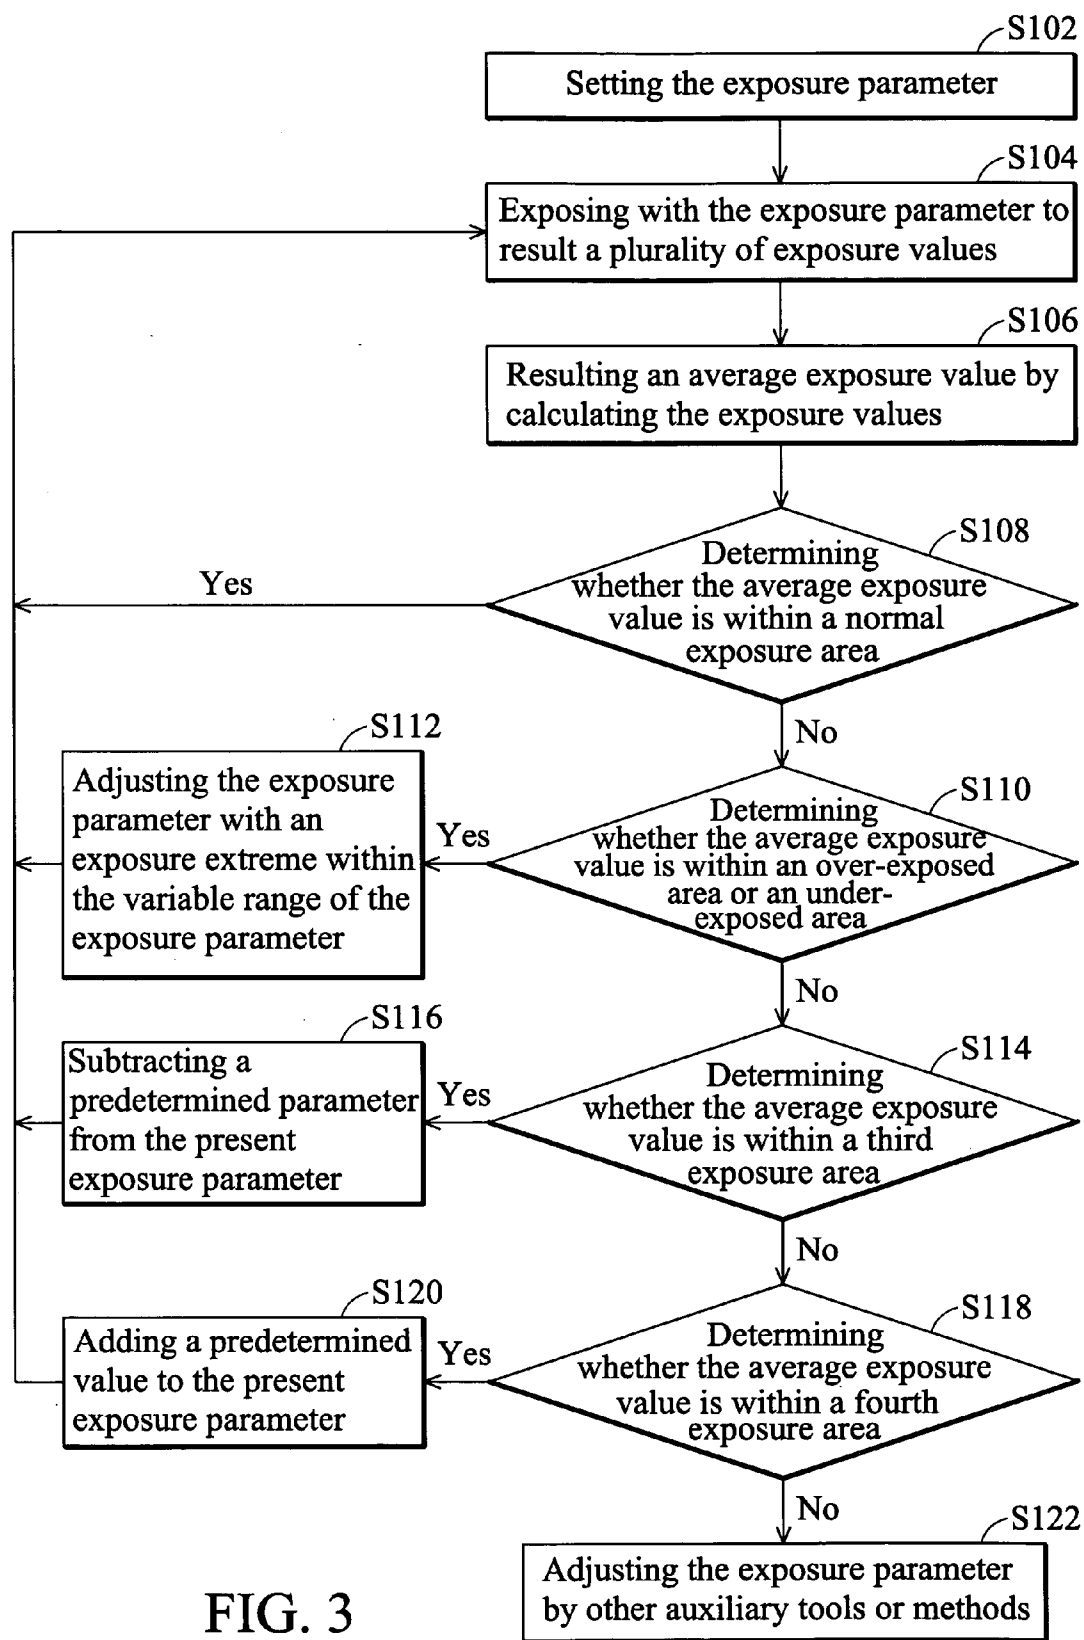 S102
Setting the exposure parameter
S104
Exposing with the exposure parameter to
result a plurality of exposure values
S106
Resulting an average exposure value by
calculating the exposure values
S108
Determining
whether the average exposure
value is within a normal
exposure area
Yes
No
S110
Determining
whether the average exposure
value is within an over-exposed
area or an under-
exposed area
Yes
S112
Adjusting the exposure
parameter with an
exposure extreme within
the variable range of the
exposure parameter
No
S114
Determining
whether the average exposure
value is within a third
exposure area
Yes
S116
Subtracting a
predetermined parameter
from the present
exposure parameter
No
S118
Determining
whether the average exposure
value is within a fourth
exposure area
Yes
S120
Adding a predetermined
value to the present
exposure parameter
No
S122
Adjusting the exposure parameter
by other auxiliary tools or methods
FIG. 3